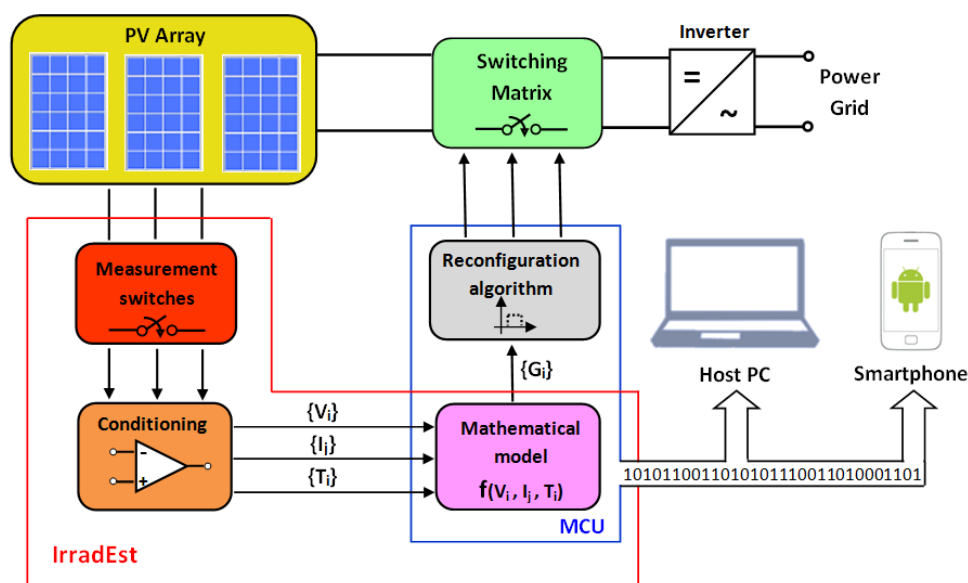 PV Array
Switching
Matrix
Inverter
=
~
Power
Grid
Measurement
switches
Reconfiguration
algorithm
{Gᵢ}
Host PC
Smartphone
Conditioning
-
+
{Vᵢ}
{Iⱼ}
{Tᵢ}
Mathematical
model
f(Vᵢ , Iⱼ , Tᵢ)
1010110011010101110011010001101
MCU
IrradEst